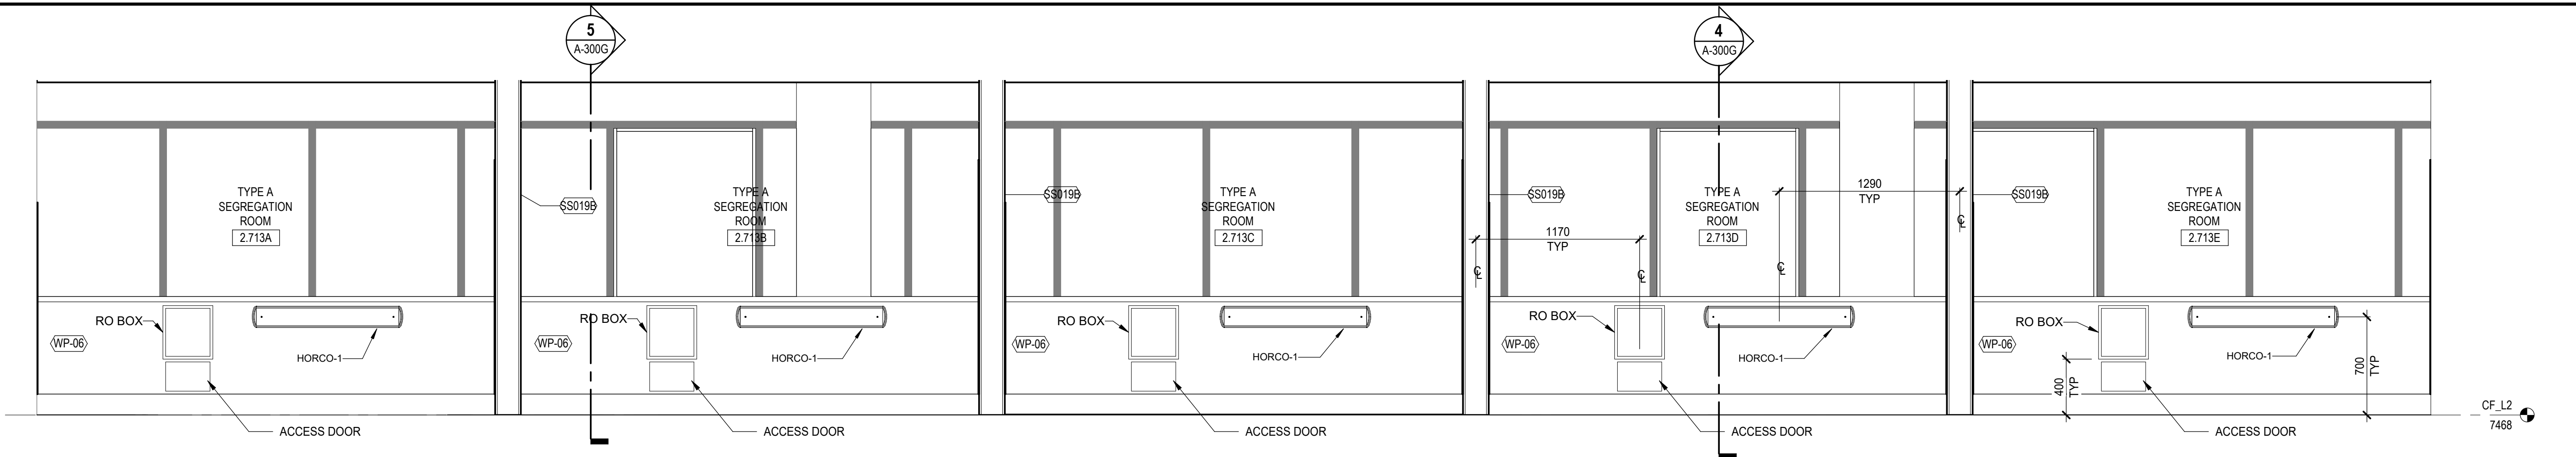 5
A-300G
4
A-300G
TYPE A
SEGREGATION
ROOM
2.713A
RO BOX
WP-06
HORCO-1
ACCESS DOOR
SS019B
TYPE A
SEGREGATION
ROOM
2.713B
RO BOX
WP-06
HORCO-1
ACCESS DOOR
SS019B
TYPE A
SEGREGATION
ROOM
2.713C
RO BOX
WP-06
HORCO-1
ACCESS DOOR
SS019B
TYPE A
SEGREGATION
ROOM
2.713D
1170
TYP
℄
℄
℄
1290
TYP
℄
RO BOX
WP-06
HORCO-1
ACCESS DOOR
SS019B
TYPE A
SEGREGATION
ROOM
2.713E
RO BOX
WP-06
HORCO-1
400
TYP
700
TYP
ACCESS DOOR
CF_L2
7468